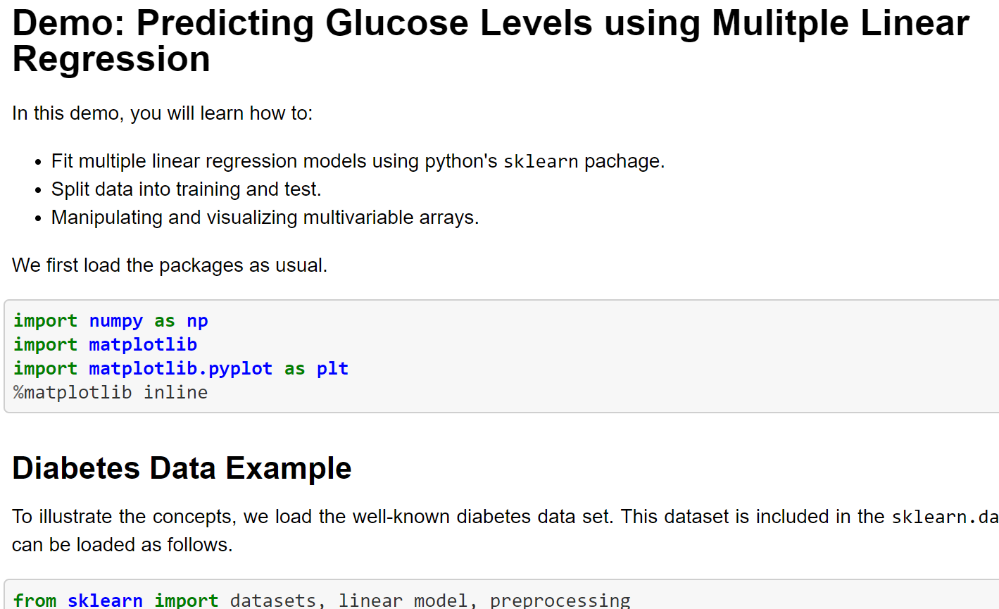 Demo: Predicting Glucose Levels using Mulitple Linear
Regression
In this demo, you will learn how to:
• Fit multiple linear regression models using python's sklearn pachage.
• Split data into training and test.
• Manipulating and visualizing multivariable arrays.
We first load the packages as usual.
import numpy as np
import matplotlib
import matplotlib.pyplot as plt
%matplotlib inline
Diabetes Data Example
To illustrate the concepts, we load the well-known diabetes data set. This dataset is included in the sklearn.da
can be loaded as follows.
from sklearn import datasets, linear_model, preprocessing